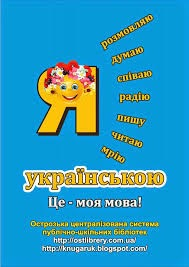 Я
розмовляю
думаю
співаю
радію
пишу
читаю
мрію
українською
Це - моя мова!
Острозька централізована система
публічно-шкільних бібліотек
http://ostlibrery.com.ua/
http://knugaruk.blogspot.com/